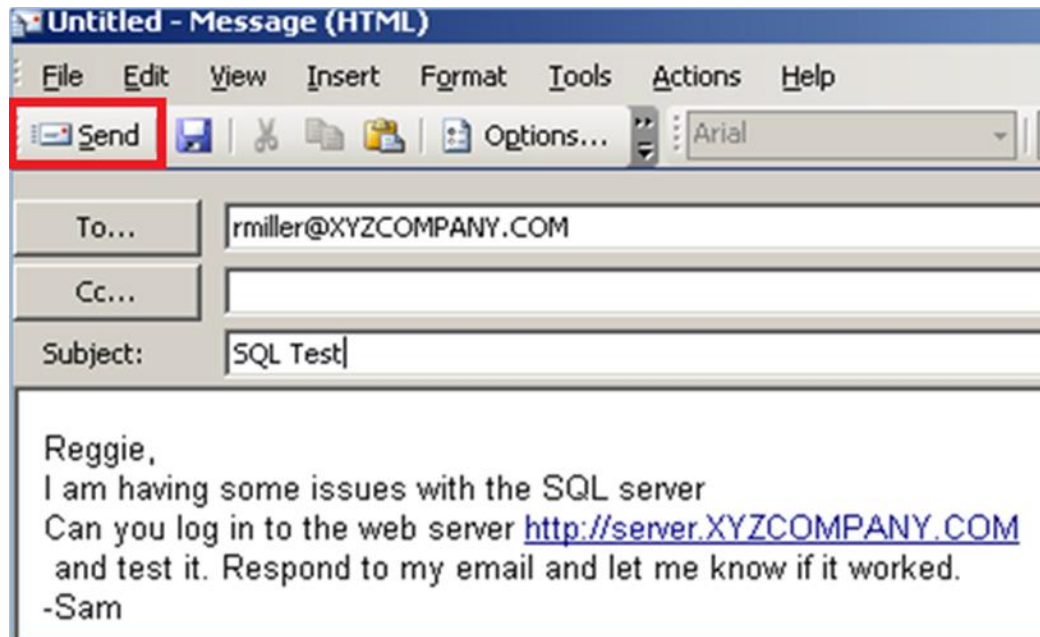 Untitled - Message (HTML)
File Edit View Insert Format Tools Actions Help
Send Options... Arial
To... rmiller@XYZCOMPANY.COM
Cc...
Subject: SQL Test
Reggie,
I am having some issues with the SQL server
Can you log in to the web server http://server.XYZCOMPANY.COM
and test it. Respond to my email and let me know if it worked.
-Sam